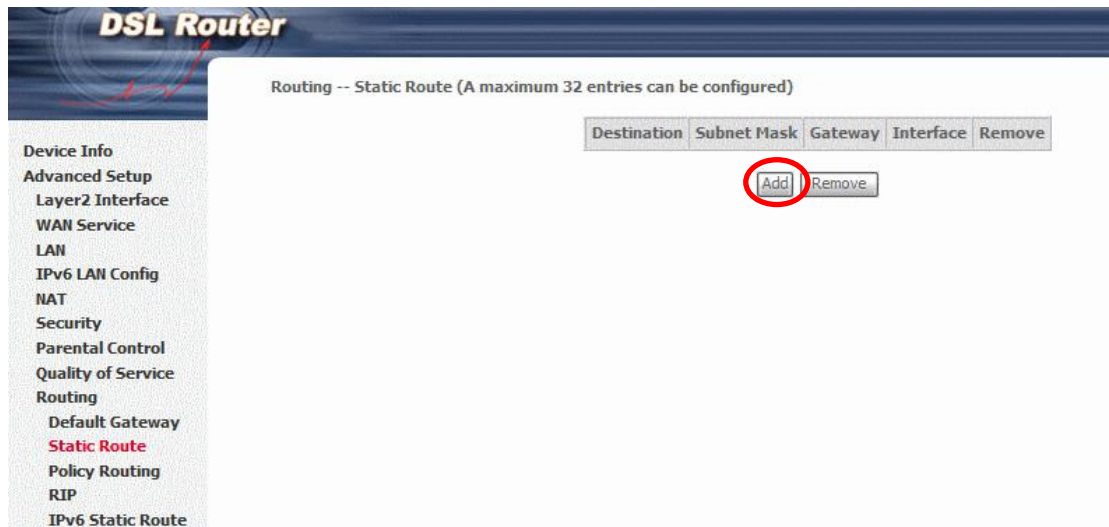 DSL Router
Routing -- Static Route (A maximum 32 entries can be configured)
Destination Subnet Mask Gateway Interface Remove
Add Remove
Device Info
Advanced Setup
Layer2 Interface
WAN Service
LAN
IPv6 LAN Config
NAT
Security
Parental Control
Quality of Service
Routing
Default Gateway
Static Route
Policy Routing
RIP
IPv6 Static Route